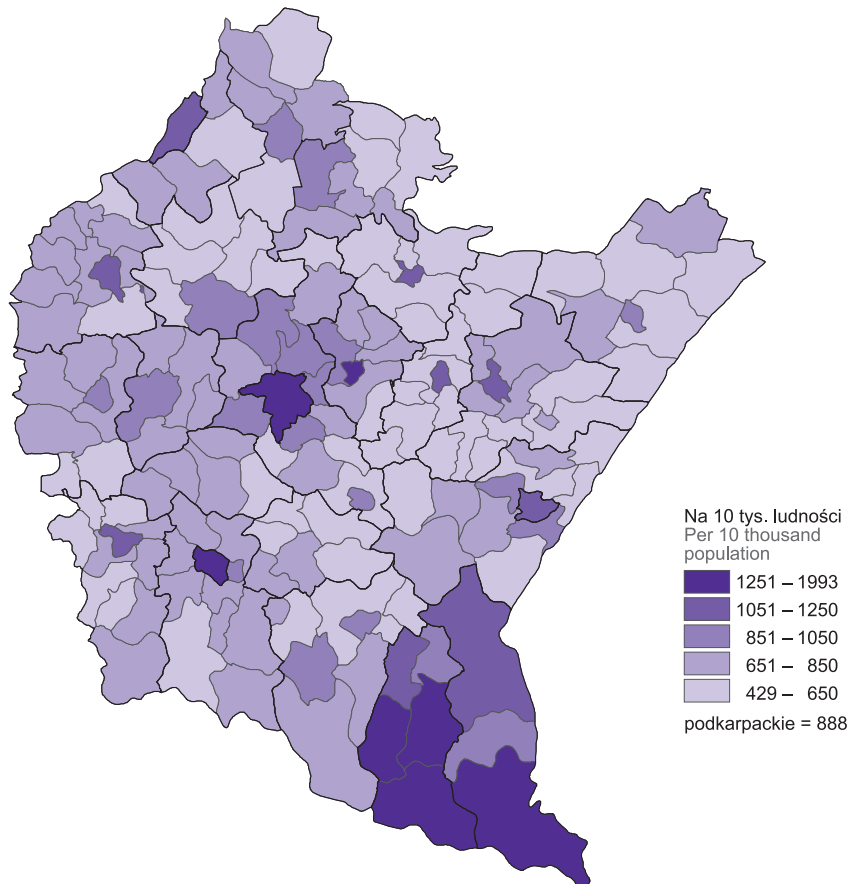 Na 10 tys. ludności
Per 10 thousand
population
1251 – 1993
1051 – 1250
851 – 1050
651 – 850
429 – 650
podkarpackie = 888